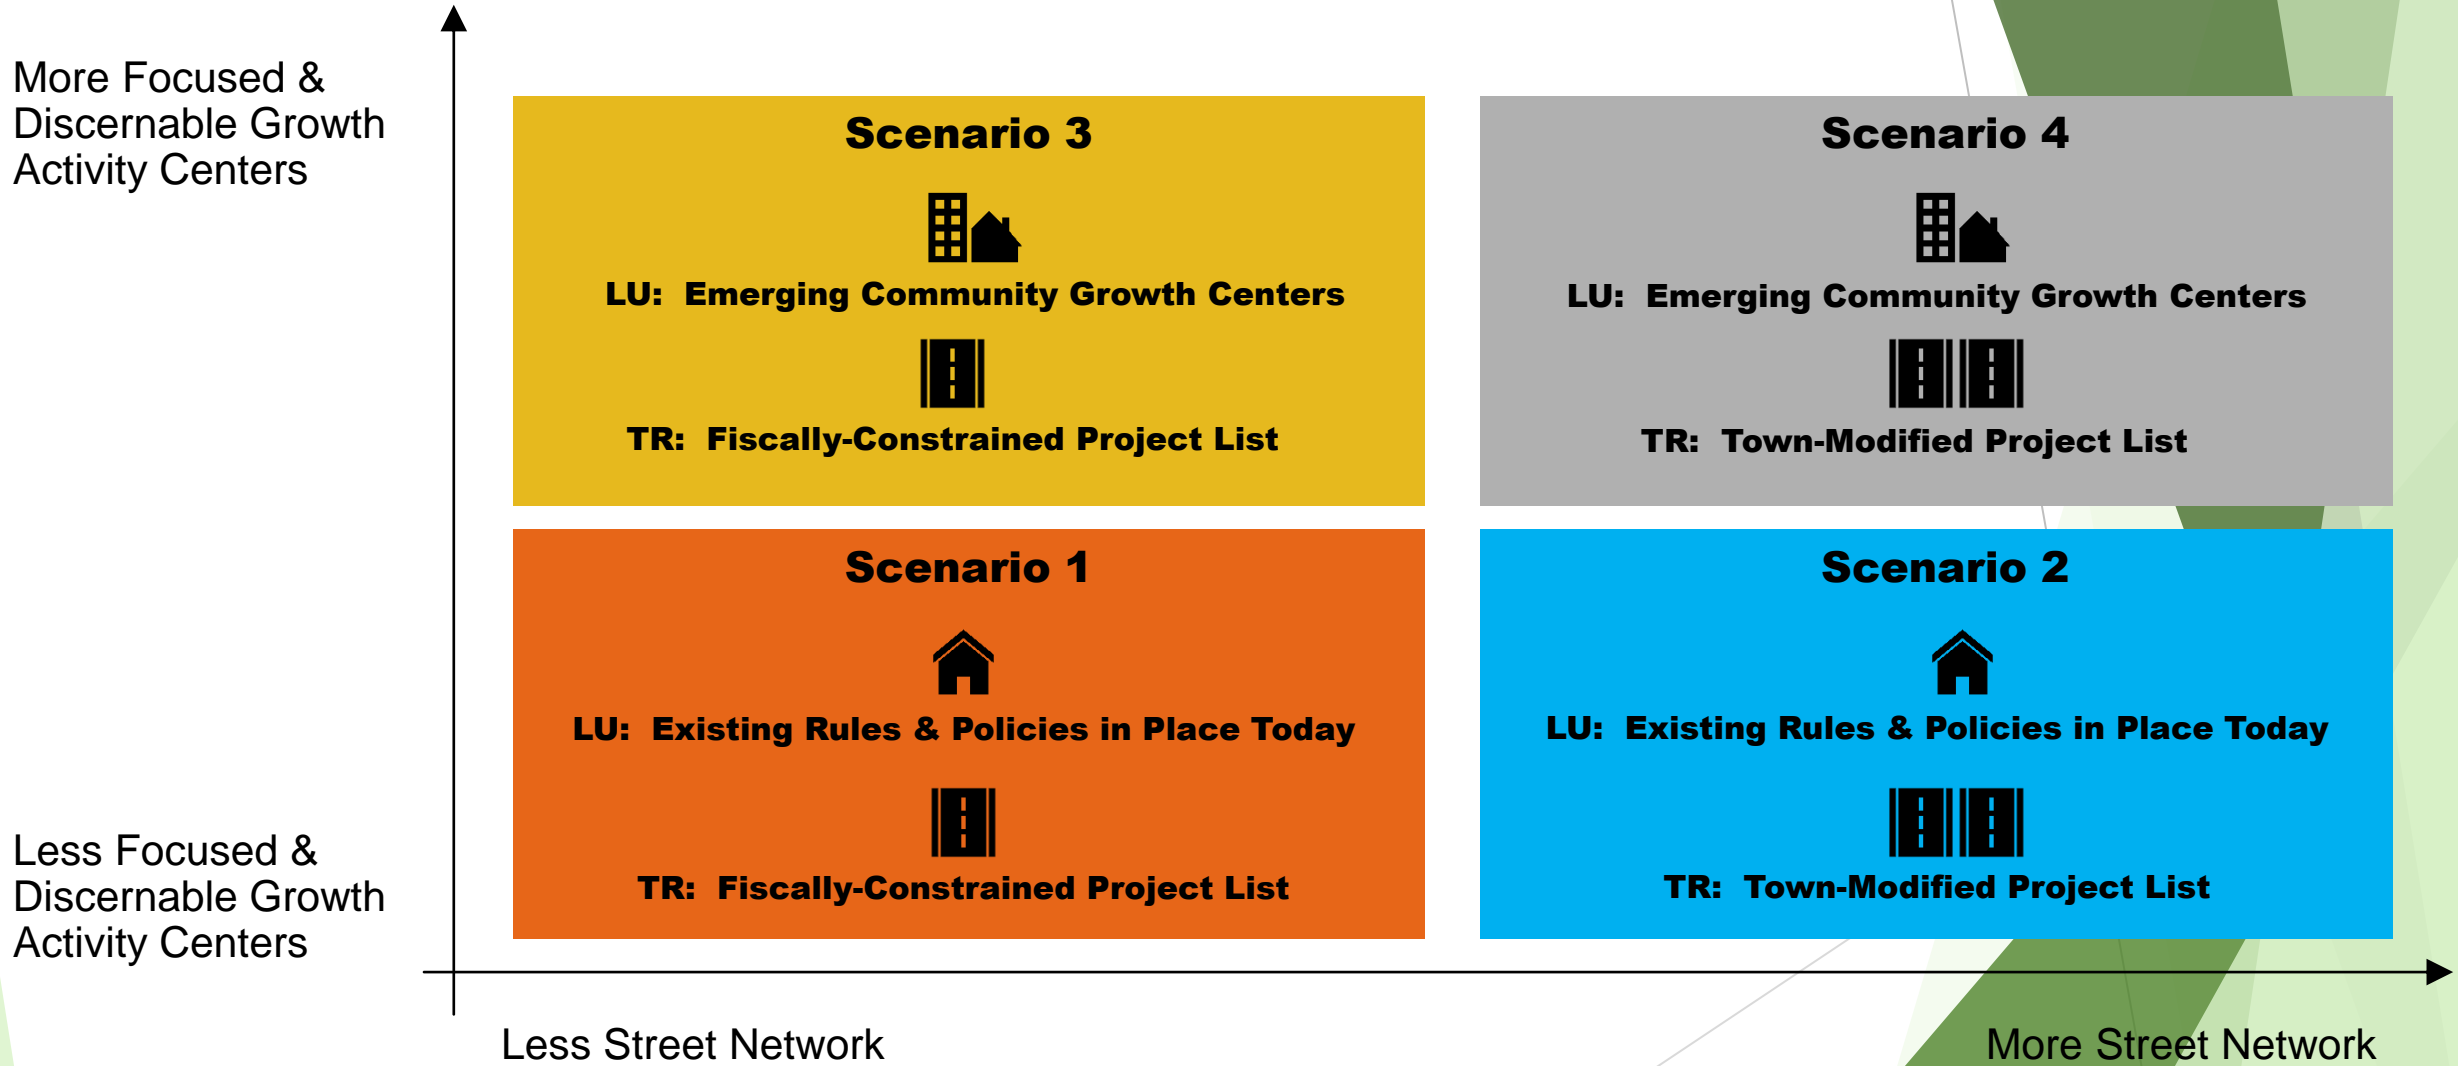 More Focused &
Discernable Growth
Activity Centers
Scenario 3
LU:  Emerging Community Growth Centers
TR:  Fiscally-Constrained Project List
Scenario 4
LU:  Emerging Community Growth Centers
TR:  Town-Modified Project List
Less Focused &
Discernable Growth
Activity Centers
Scenario 1
LU:  Existing Rules & Policies in Place Today
TR:  Fiscally-Constrained Project List
Scenario 2
LU:  Existing Rules & Policies in Place Today
TR:  Town-Modified Project List
Less Street Network
More Street Network